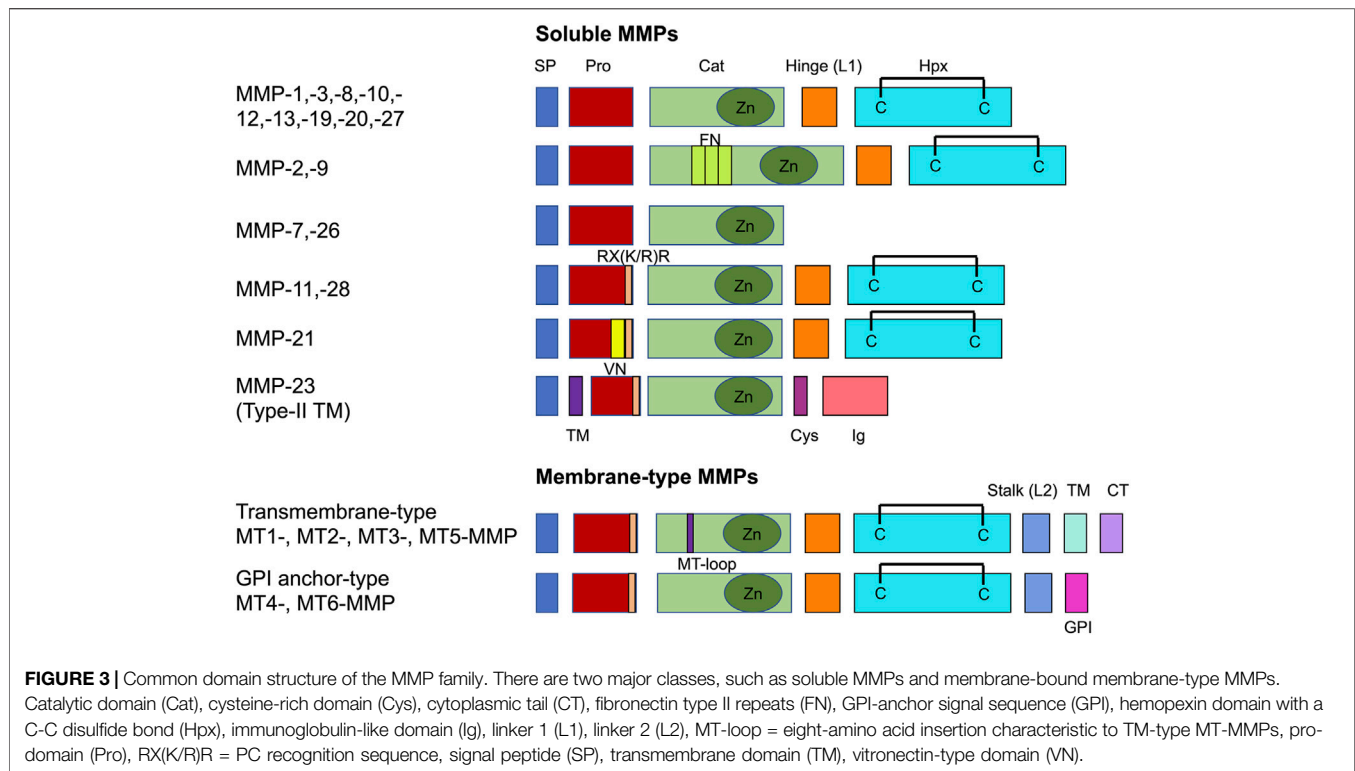 Soluble MMPs
SP Pro Cat Hinge (L1) Hpx
MMP-1,-3,-8,-10,-
12,-13,-19,-20,-27
Zn C C
MMP-2,-9
FN
Zn C C
MMP-7,-26
Zn
RX(K/R)R
MMP-11,-28
Zn C C
MMP-21
Zn C C
VN
MMP-23
(Type-II TM)
Zn
TM Cys Ig
Membrane-type MMPs
Stalk (L2) TM CT
Transmembrane-type
MT1-, MT2-, MT3-, MT5-MMP
Zn C C
MT-loop
GPI anchor-type
MT4-, MT6-MMP
Zn C C
GPI
FIGURE 3 | Common domain structure of the MMP family. There are two major classes, such as soluble MMPs and membrane-bound membrane-type MMPs.
Catalytic domain (Cat), cysteine-rich domain (Cys), cytoplasmic tail (CT), fibronectin type II repeats (FN), GPI-anchor signal sequence (GPI), hemopexin domain with a
C-C disulfide bond (Hpx), immunoglobulin-like domain (Ig), linker 1 (L1), linker 2 (L2), MT-loop = eight-amino acid insertion characteristic to TM-type MT-MMPs, pro-
domain (Pro), RX(K/R)R = PC recognition sequence, signal peptide (SP), transmembrane domain (TM), vitronectin-type domain (VN).